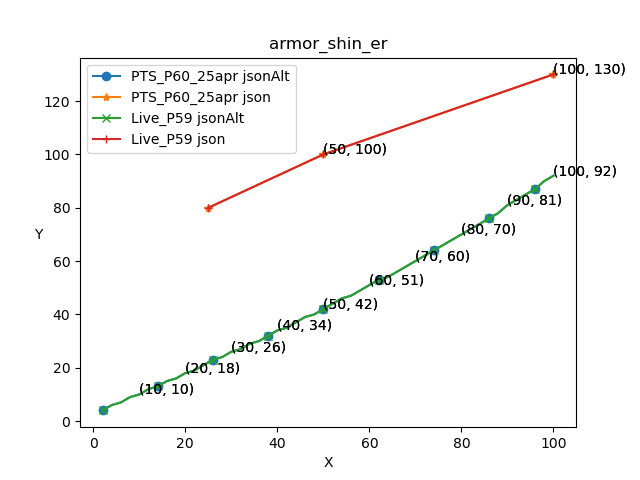 armor_shin_er
PTS_P60_25apr jsonAlt
PTS_P60_25apr json
Live_P59 jsonAlt
Live_P59 json
(100, 130)
(50, 100)
(100, 92)
(90, 81)
(80, 70)
(70, 60)
(60, 51)
(50, 42)
(40, 34)
(30, 26)
(20, 18)
(10, 10)
Y
120
100
80
60
40
20
0
0 20 40 60 80 100
X